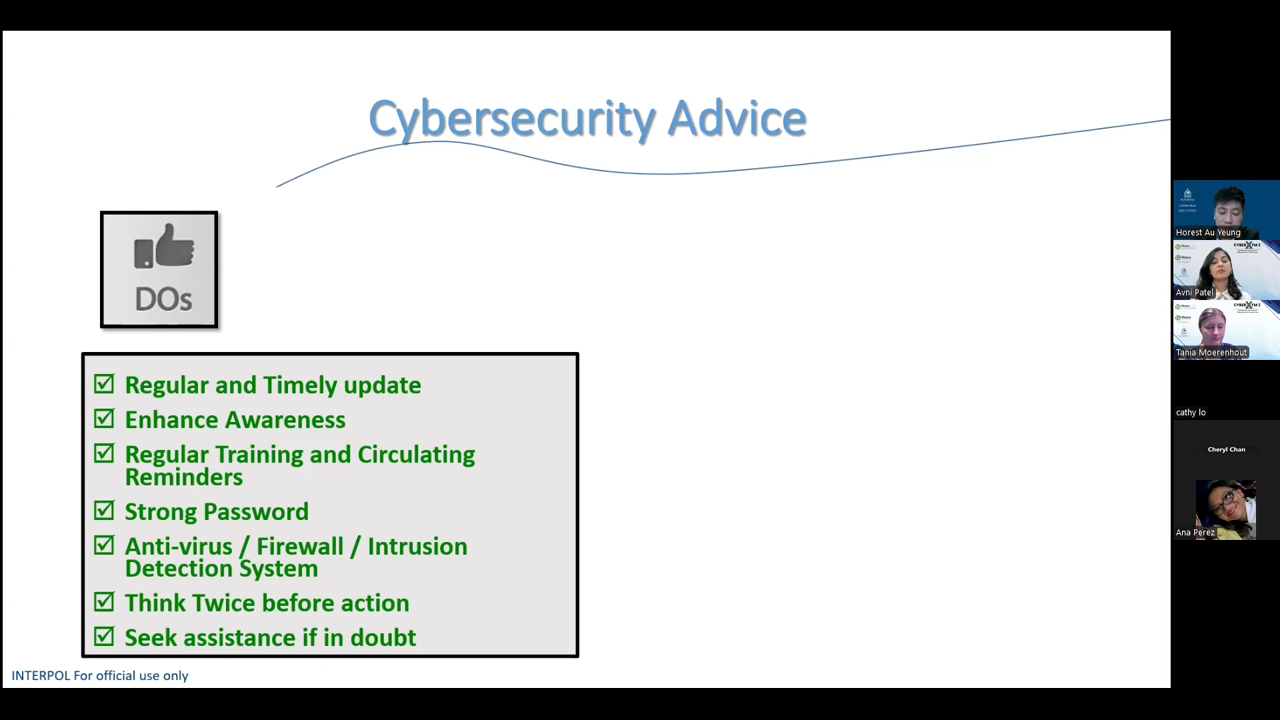 Cybersecurity Advice
DOs
Regular and Timely update
Enhance Awareness
Regular Training and Circulating
Reminders
Strong Password
Anti-virus / Firewall / Intrusion
Detection System
Think Twice before action
Seek assistance if in doubt
INTERPOL For official use only
Horest Au Yeung
Avni Patel
Tania Moerenhout
cathy lo
Cheryl Chan
Ana Perez